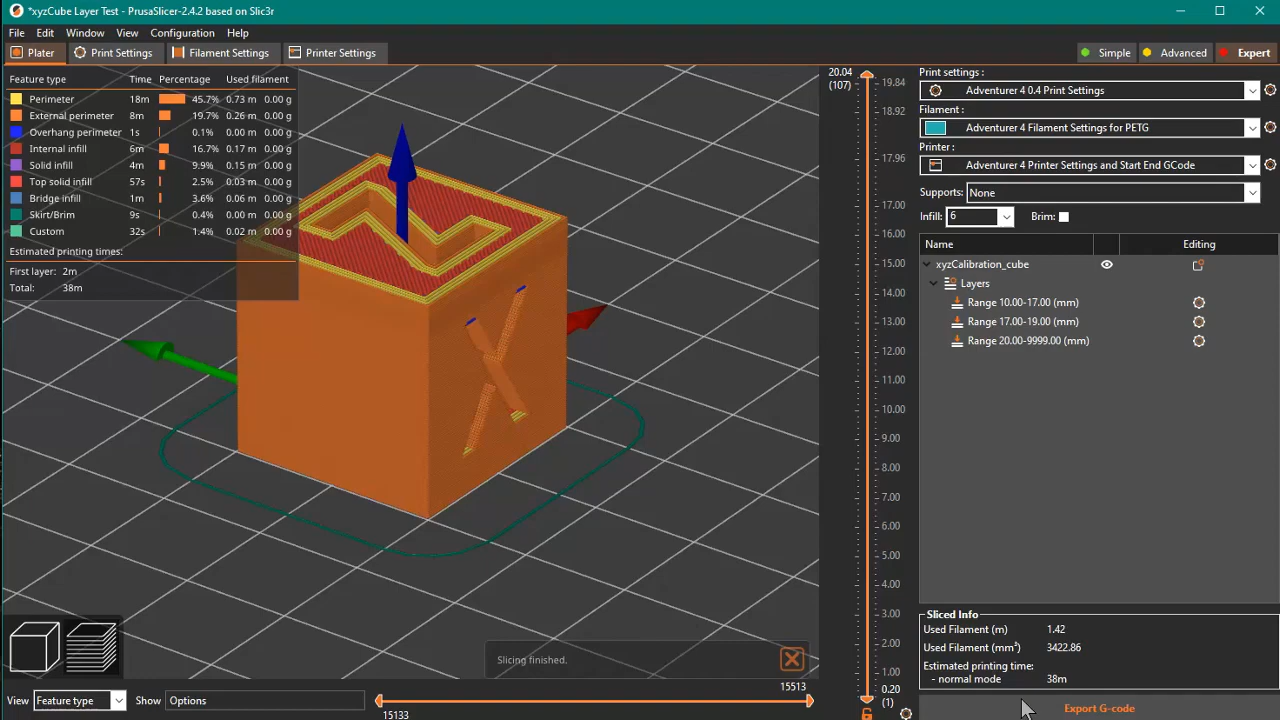 *xyzCube Layer Test - PrusaSlicer-2.4.2 based on Slic3r
File Edit Window View Configuration Help
Plater Print Settings Filament Settings Printer Settings Simple Advanced Expert
Feature type Time Percentage Used filament
Perimeter 18m 45.7% 0.73 m 0.00 g
External perimeter 8m 19.7% 0.26 m 0.00 g
Overhang perimeter 1s 0.1% 0.00 m 0.00 g
Internal infill 6m 16.7% 0.17 m 0.00 g
Solid infill 4m 9.9% 0.15 m 0.00 g
Top solid infill 57s 2.5% 0.03 m 0.00 g
Bridge infill 1m 3.6% 0.06 m 0.00 g
Skirt/Brim 9s 0.4% 0.00 m 0.00 g
Custom 32s 1.4% 0.02 m 0.00 g
Estimated printing times:
First layer: 2m
Total: 38m
X
20.04
(107)
19.84
18.92
17.96
17.00
16.00
15.00
14.00
13.00
12.00
11.00
10.00
9.00
8.00
7.00
6.00
5.00
4.00
3.00
2.00
1.00
0.20
(1)
Print settings :
Adventurer 4 0.4 Print Settings
Filament :
Adventurer 4 Filament Settings for PETG
Printer :
Adventurer 4 Printer Settings and Start End GCode
Supports: None
Infill: 6 Brim:
Name Editing
xyzCalibration_cube
Layers
Range 10.00-17.00 (mm)
Range 17.00-19.00 (mm)
Range 20.00-9999.00 (mm)
Sliced Info
Used Filament (m) 1.42
Used Filament (mm³) 3422.86
Estimated printing time:
- normal mode 38m
Export G-code
Slicing finished.
View Feature type Show Options
15513
15133